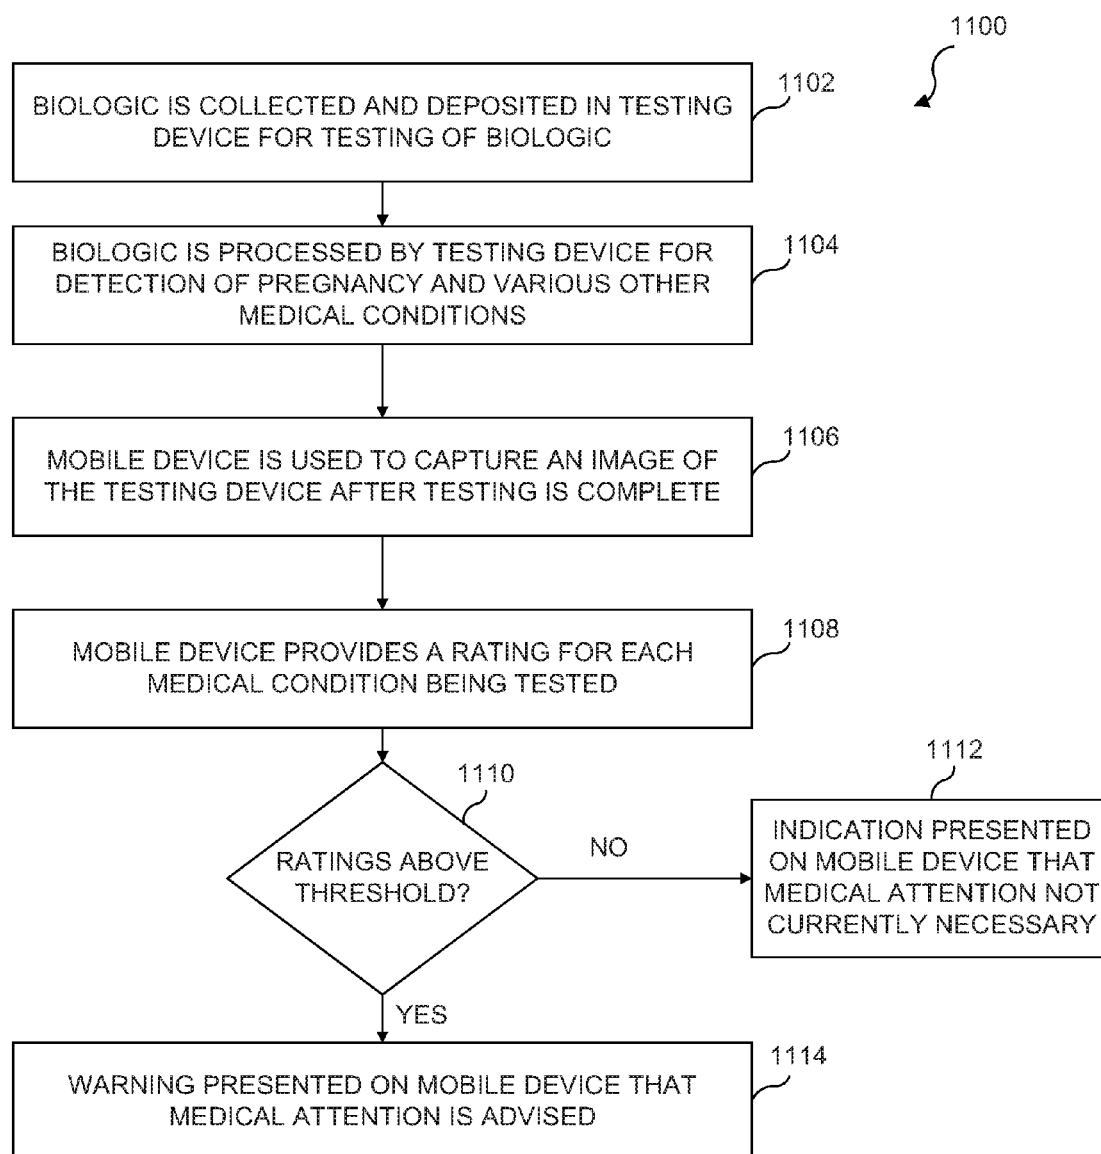 1100
BIOLOGIC IS COLLECTED AND DEPOSITED IN TESTING
DEVICE FOR TESTING OF BIOLOGIC
1102
BIOLOGIC IS PROCESSED BY TESTING DEVICE FOR
DETECTION OF PREGNANCY AND VARIOUS OTHER
MEDICAL CONDITIONS
1104
MOBILE DEVICE IS USED TO CAPTURE AN IMAGE OF
THE TESTING DEVICE AFTER TESTING IS COMPLETE
1106
MOBILE DEVICE PROVIDES A RATING FOR EACH
MEDICAL CONDITION BEING TESTED
1108
RATINGS ABOVE
THRESHOLD?
1110
NO
1112
INDICATION PRESENTED
ON MOBILE DEVICE THAT
MEDICAL ATTENTION NOT
CURRENTLY NECESSARY
YES
WARNING PRESENTED ON MOBILE DEVICE THAT
MEDICAL ATTENTION IS ADVISED
1114